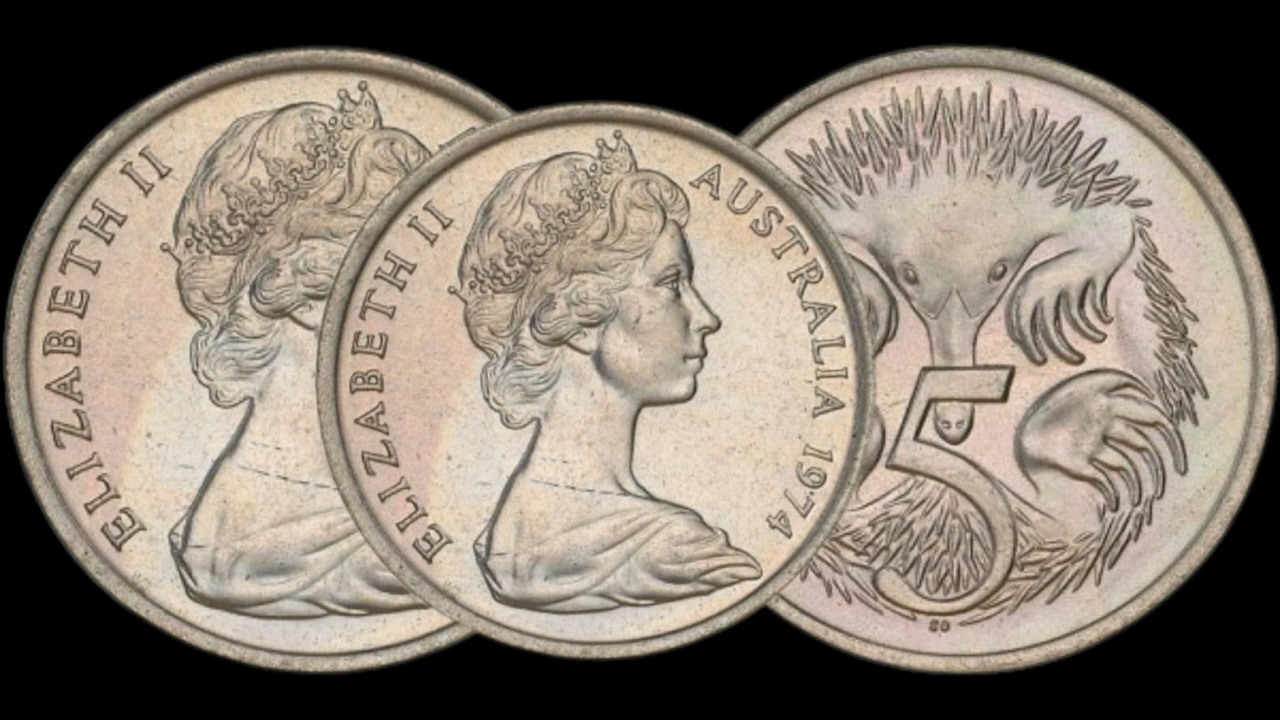 ELIZABETH II
ELIZABETH II
AUSTRALIA 1974
5
SD